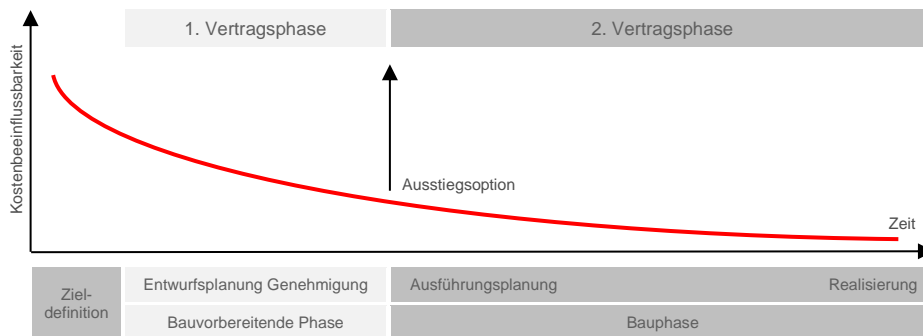 1. Vertragsphase
2. Vertragsphase
Kostenbeeinflussbarkeit
Ausstiegsoption
Zeit
Ziel-
definition
Entwurfsplanung Genehmigung
Ausführungsplanung
Realisierung
Bauvorbereitende Phase
Bauphase